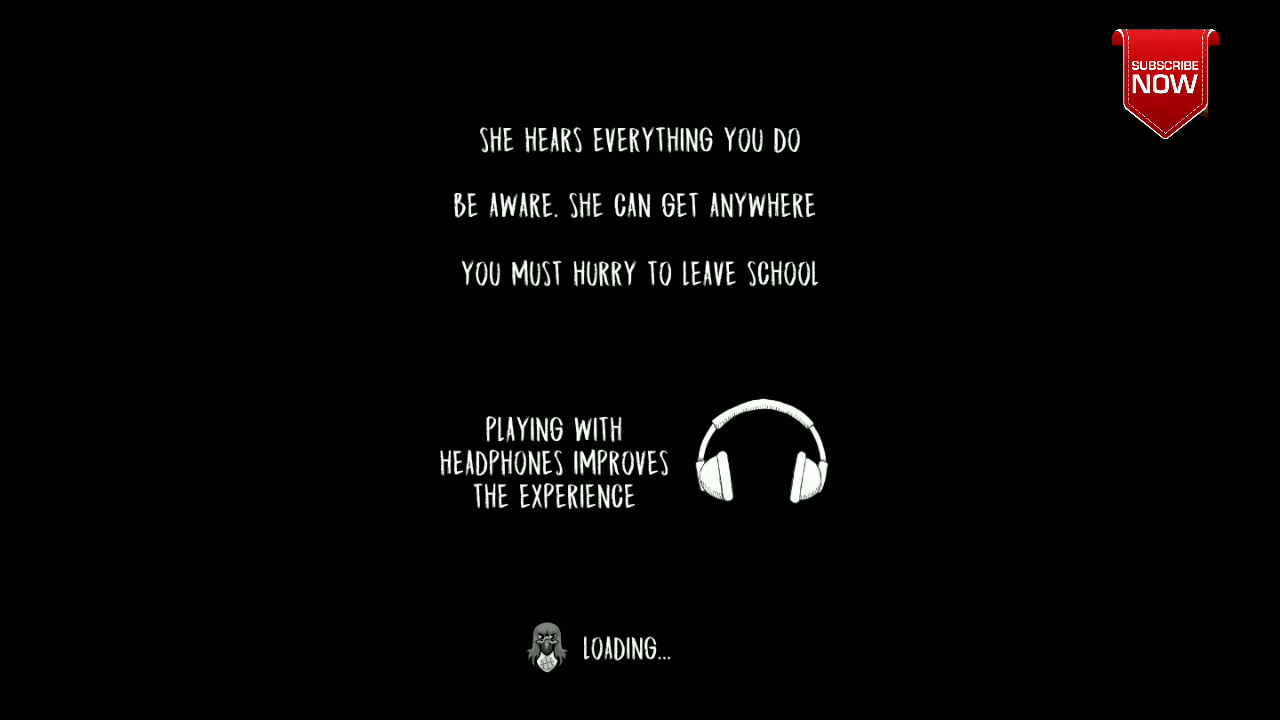 SUBSCRIBE
NOW
SHE HEARS EVERYTHING YOU DO
BE AWARE. SHE CAN GET ANYWHERE
YOU MUST HURRY TO LEAVE SCHOOL
PLAYING WITH
HEADPHONES IMPROVES
THE EXPERIENCE
LOADING...